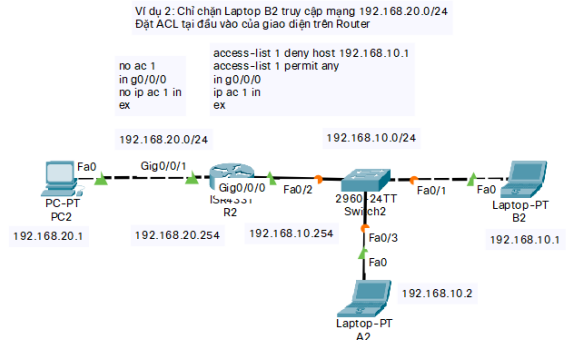 Ví dụ 2: Chỉ chặn Laptop B2 truy cập mạng 192.168.20.0/24
Đặt ACL tại đầu vào của giao diện trên Router
no ac 1
in g0/0/0
no ip ac 1 in
ex
access-list 1 deny host 192.168.10.1
access-list 1 permit any
in g0/0/0
ip ac 1 in
ex
192.168.20.0/24
192.168.10.0/24
Fa0
Gig0/0/1
Gig0/0/0
Fa0/2
Fa0/1
Fa0
PC-PT
PC2
ISR4331
R2
2960-24TT
Switch2
Laptop-PT
B2
192.168.20.1
192.168.20.254
192.168.10.254
192.168.10.1
Fa0/3
Fa0
192.168.10.2
Laptop-PT
A2